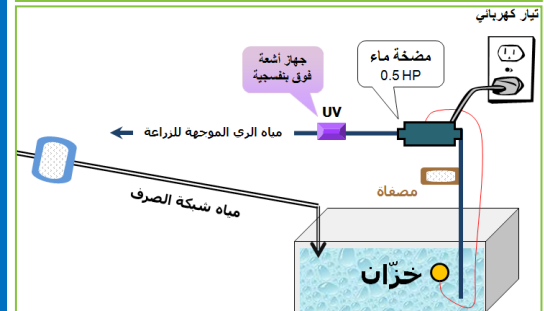 تيار كهربائي
مضخة ماء
0.5 HP
جهاز أشعة
فوق بنفسجية
UV
مياه الري الموجهة للزراعة
مصفاة
مياه شبكة الصرف
خزّان